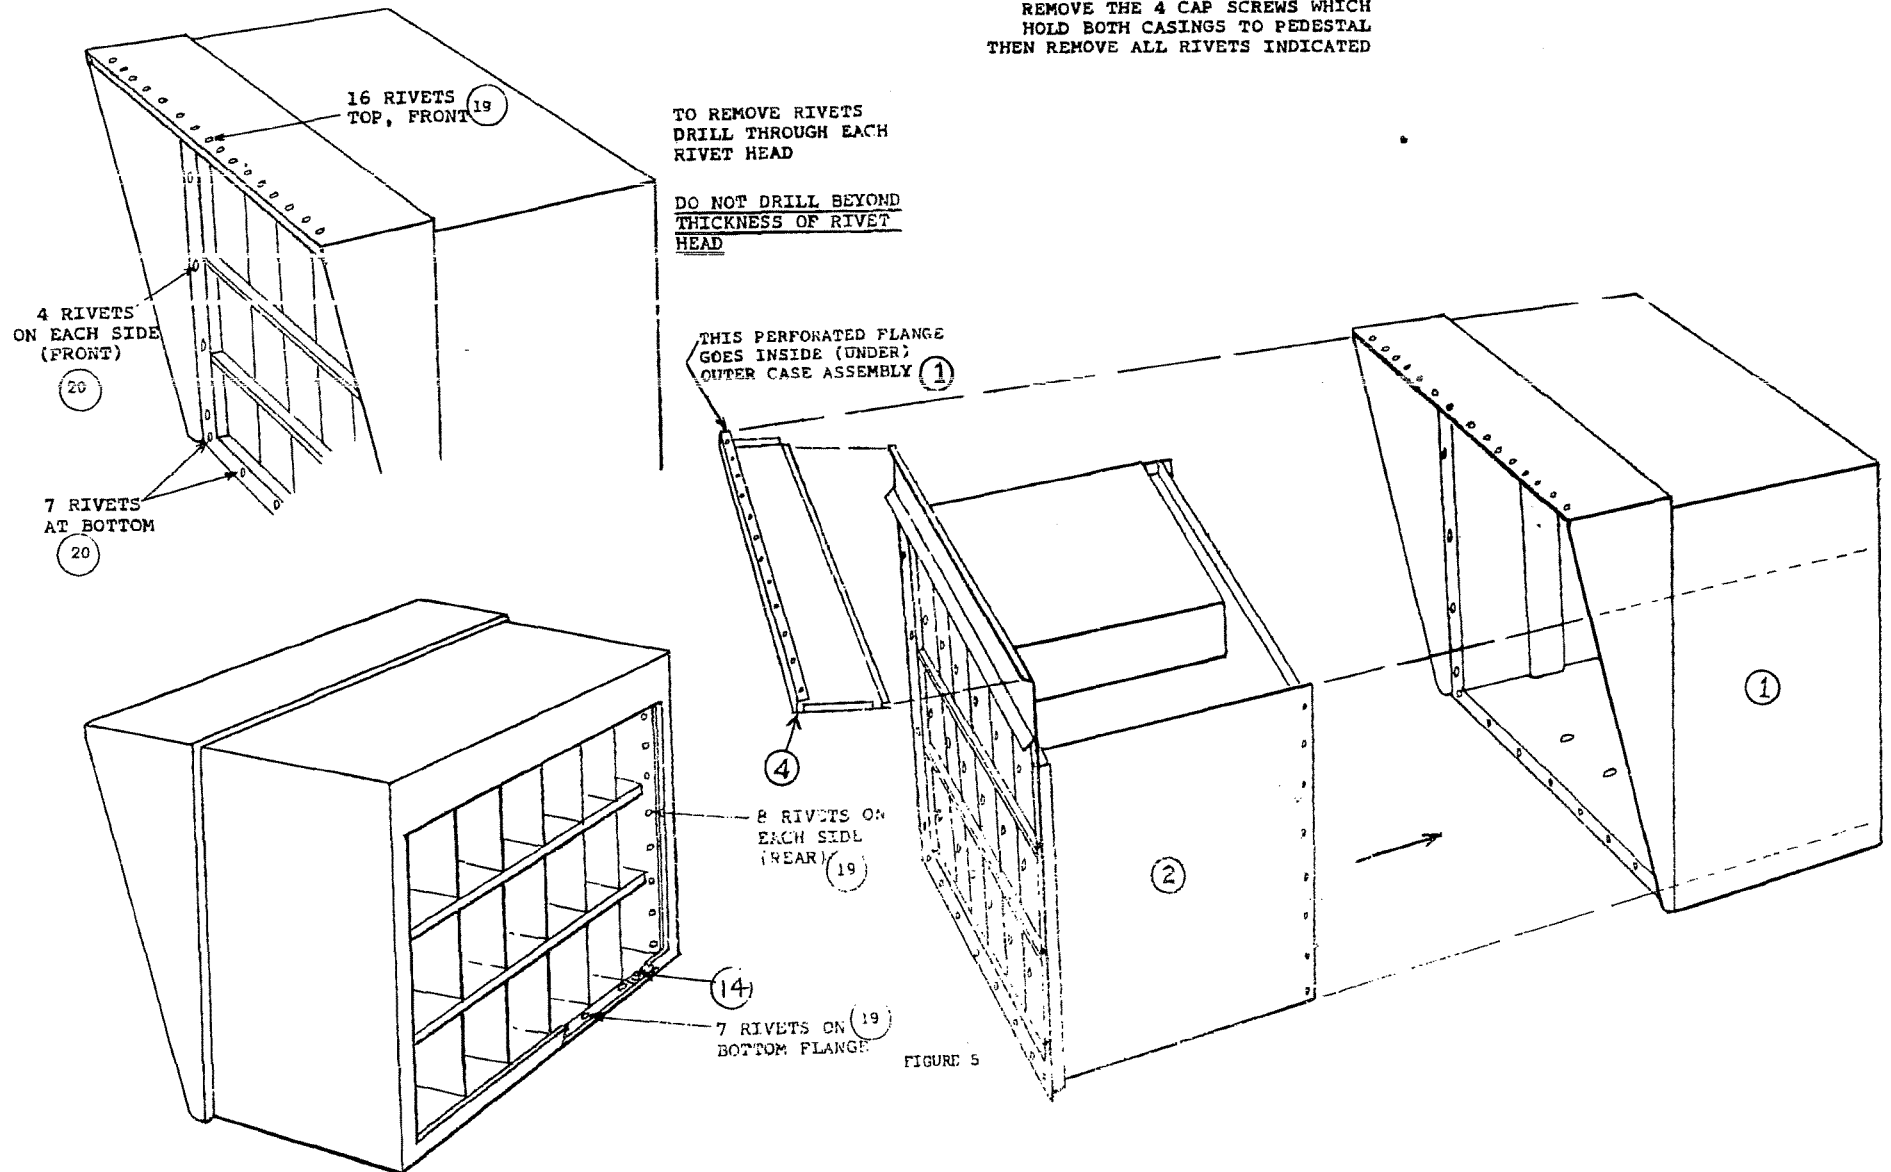 REMOVE THE 4 CAP SCREWS WHICH
HOLD BOTH CASINGS TO PEDESTAL
THEN REMOVE ALL RIVETS INDICATED
16 RIVETS
TOP, FRONT 19
TO REMOVE RIVETS
DRILL THROUGH EACH
RIVET HEAD
DO NOT DRILL BEYOND
THICKNESS OF RIVET
HEAD
4 RIVETS
ON EACH SIDE
(FRONT)
20
THIS PERFORATED FLANGE
GOES INSIDE (UNDER)
OUTER CASE ASSEMBLY 1
7 RIVETS
AT BOTTOM
20
4
1
2
8 RIVETS ON
EACH SIDE
(REAR) 19
14
7 RIVETS ON 19
BOTTOM FLANGE
FIGURE 5